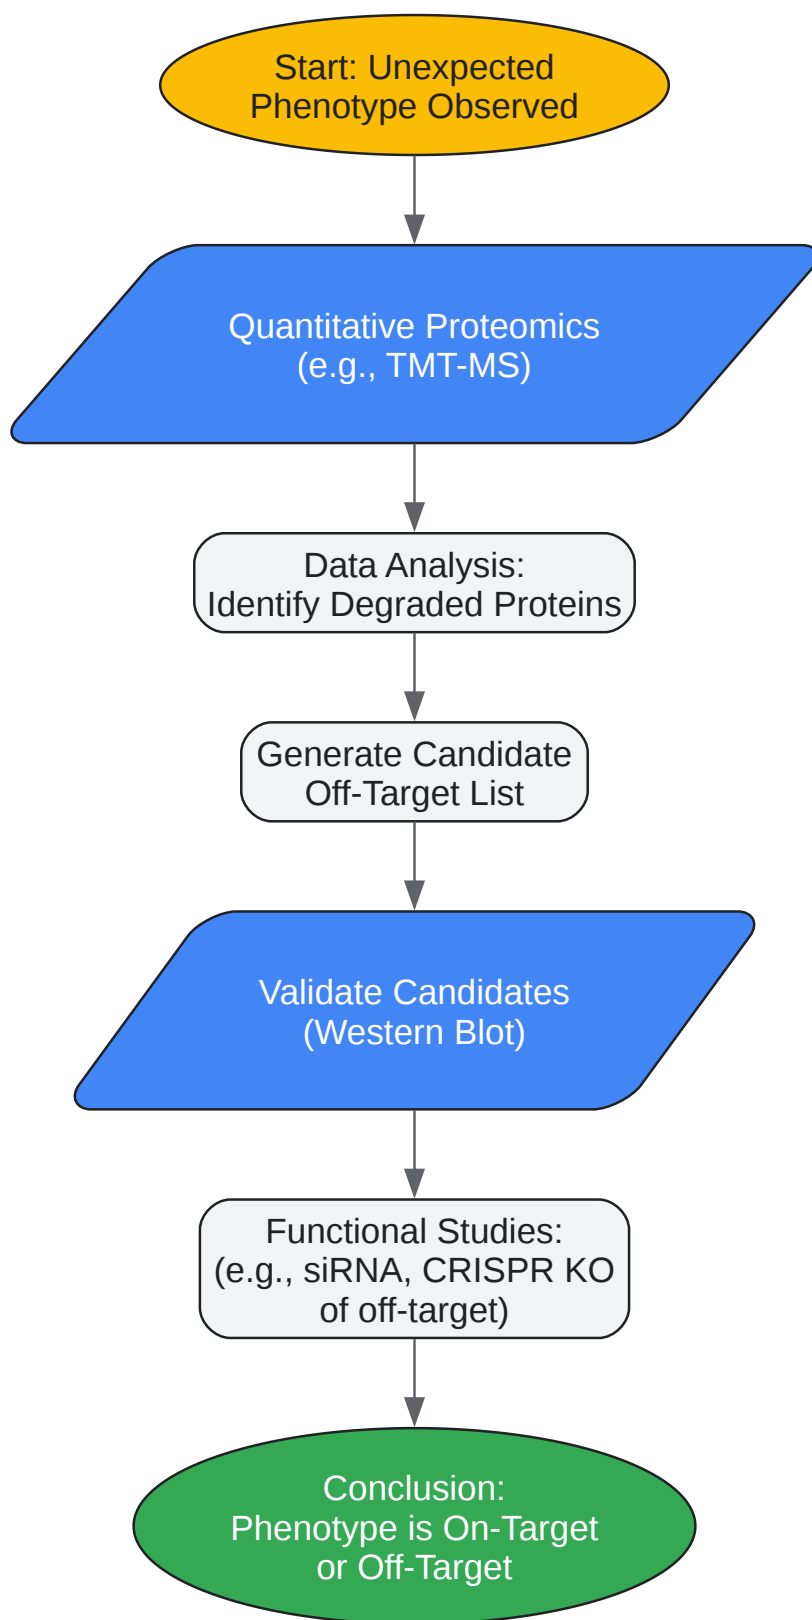 Start: Unexpected
Phenotype Observed
Quantitative Proteomics
(e.g., TMT-MS)
Data Analysis:
Identify Degraded Proteins
Generate Candidate
Off-Target List
Validate Candidates
(Western Blot)
Functional Studies:
(e.g., siRNA, CRISPR KO
of off-target)
Conclusion:
Phenotype is On-Target
or Off-Target